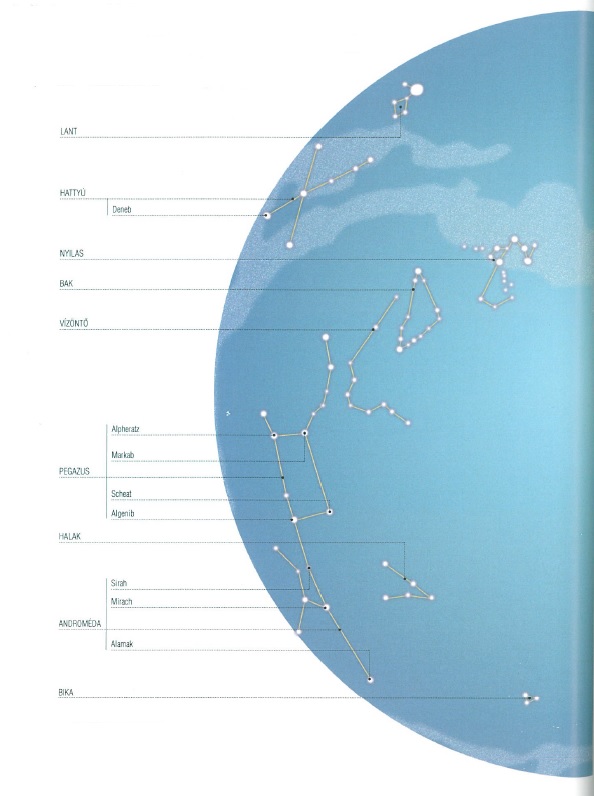 LANT
HATTYÚ
Deneb
NYILAS
BAK
VÍZÖNTŐ
Alpheratz
Markab
PEGAZUS
Scheat
Algenib
HALAK
Sirah
Mirach
ANDROMÉDA
Alamak
BIKA